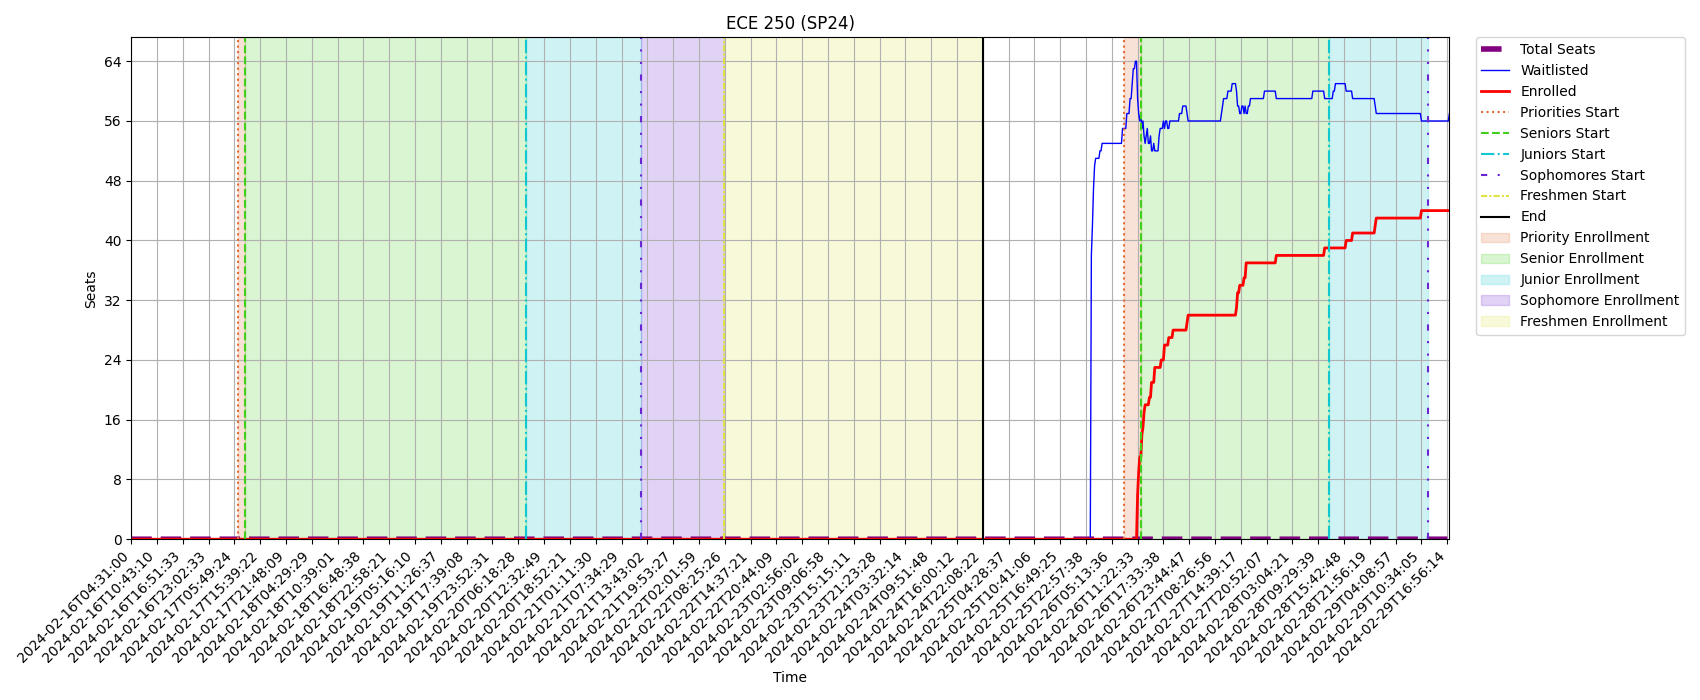 ECE 250 (SP24)
Seats
64
56
48
40
32
24
16
8
0
2024-02-16T04:31:00
2024-02-16T10:43:10
2024-02-16T16:51:33
2024-02-16T23:02:33
2024-02-17T05:49:24
2024-02-17T15:39:22
2024-02-17T21:48:09
2024-02-18T04:29:29
2024-02-18T10:39:01
2024-02-18T16:48:38
2024-02-18T22:58:21
2024-02-19T05:16:10
2024-02-19T11:26:37
2024-02-19T17:39:08
2024-02-19T23:52:31
2024-02-20T06:18:28
2024-02-20T12:32:49
2024-02-20T18:52:21
2024-02-21T01:11:30
2024-02-21T07:34:29
2024-02-21T13:43:02
2024-02-21T19:53:27
2024-02-22T02:01:59
2024-02-22T08:25:26
2024-02-22T14:37:21
2024-02-22T20:44:09
2024-02-23T02:56:02
2024-02-23T09:06:58
2024-02-23T15:15:11
2024-02-23T21:23:28
2024-02-24T03:32:14
2024-02-24T09:51:48
2024-02-24T16:00:12
2024-02-24T22:08:22
2024-02-25T04:28:37
2024-02-25T10:41:06
2024-02-25T16:49:25
2024-02-25T22:57:38
2024-02-26T05:13:36
2024-02-26T11:22:33
2024-02-26T17:33:38
2024-02-26T23:44:47
2024-02-27T08:26:56
2024-02-27T14:39:17
2024-02-27T20:52:07
2024-02-28T03:04:21
2024-02-28T09:29:39
2024-02-28T15:42:48
2024-02-28T21:56:19
2024-02-29T04:08:57
2024-02-29T10:34:05
2024-02-29T16:56:14
Time
Total Seats
Waitlisted
Enrolled
Priorities Start
Seniors Start
Juniors Start
Sophomores Start
Freshmen Start
End
Priority Enrollment
Senior Enrollment
Junior Enrollment
Sophomore Enrollment
Freshmen Enrollment